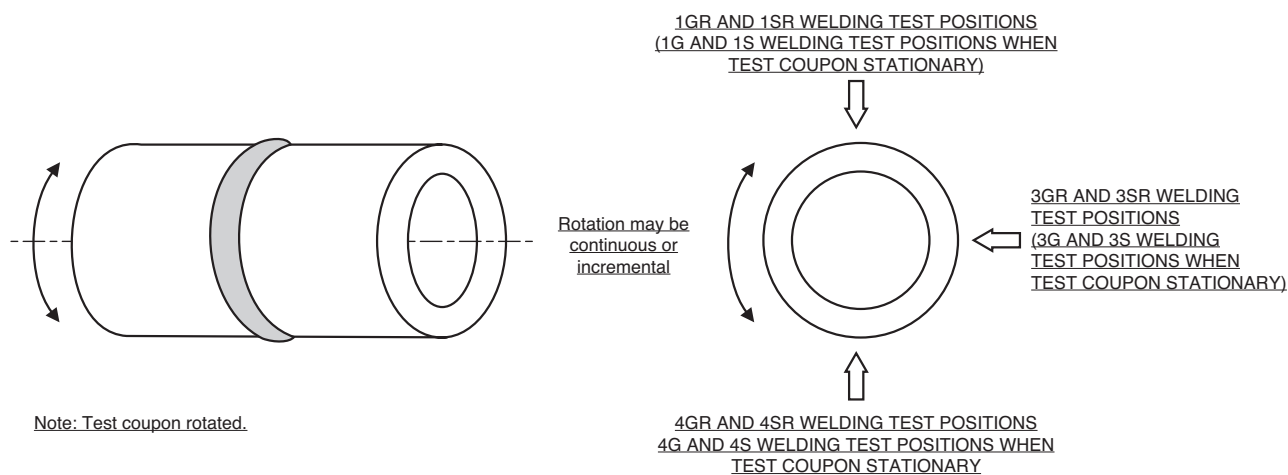 1GR AND 1SR WELDING TEST POSITIONS
(1G AND 1S WELDING TEST POSITIONS WHEN
TEST COUPON STATIONARY)
Rotation may be
continuous or
incremental
3GR AND 3SR WELDING
TEST POSITIONS
(3G AND 3S WELDING
TEST POSITIONS WHEN
TEST COUPON STATIONARY)
Note: Test coupon rotated.
4GR AND 4SR WELDING TEST POSITIONS
4G AND 4S WELDING TEST POSITIONS WHEN
TEST COUPON STATIONARY